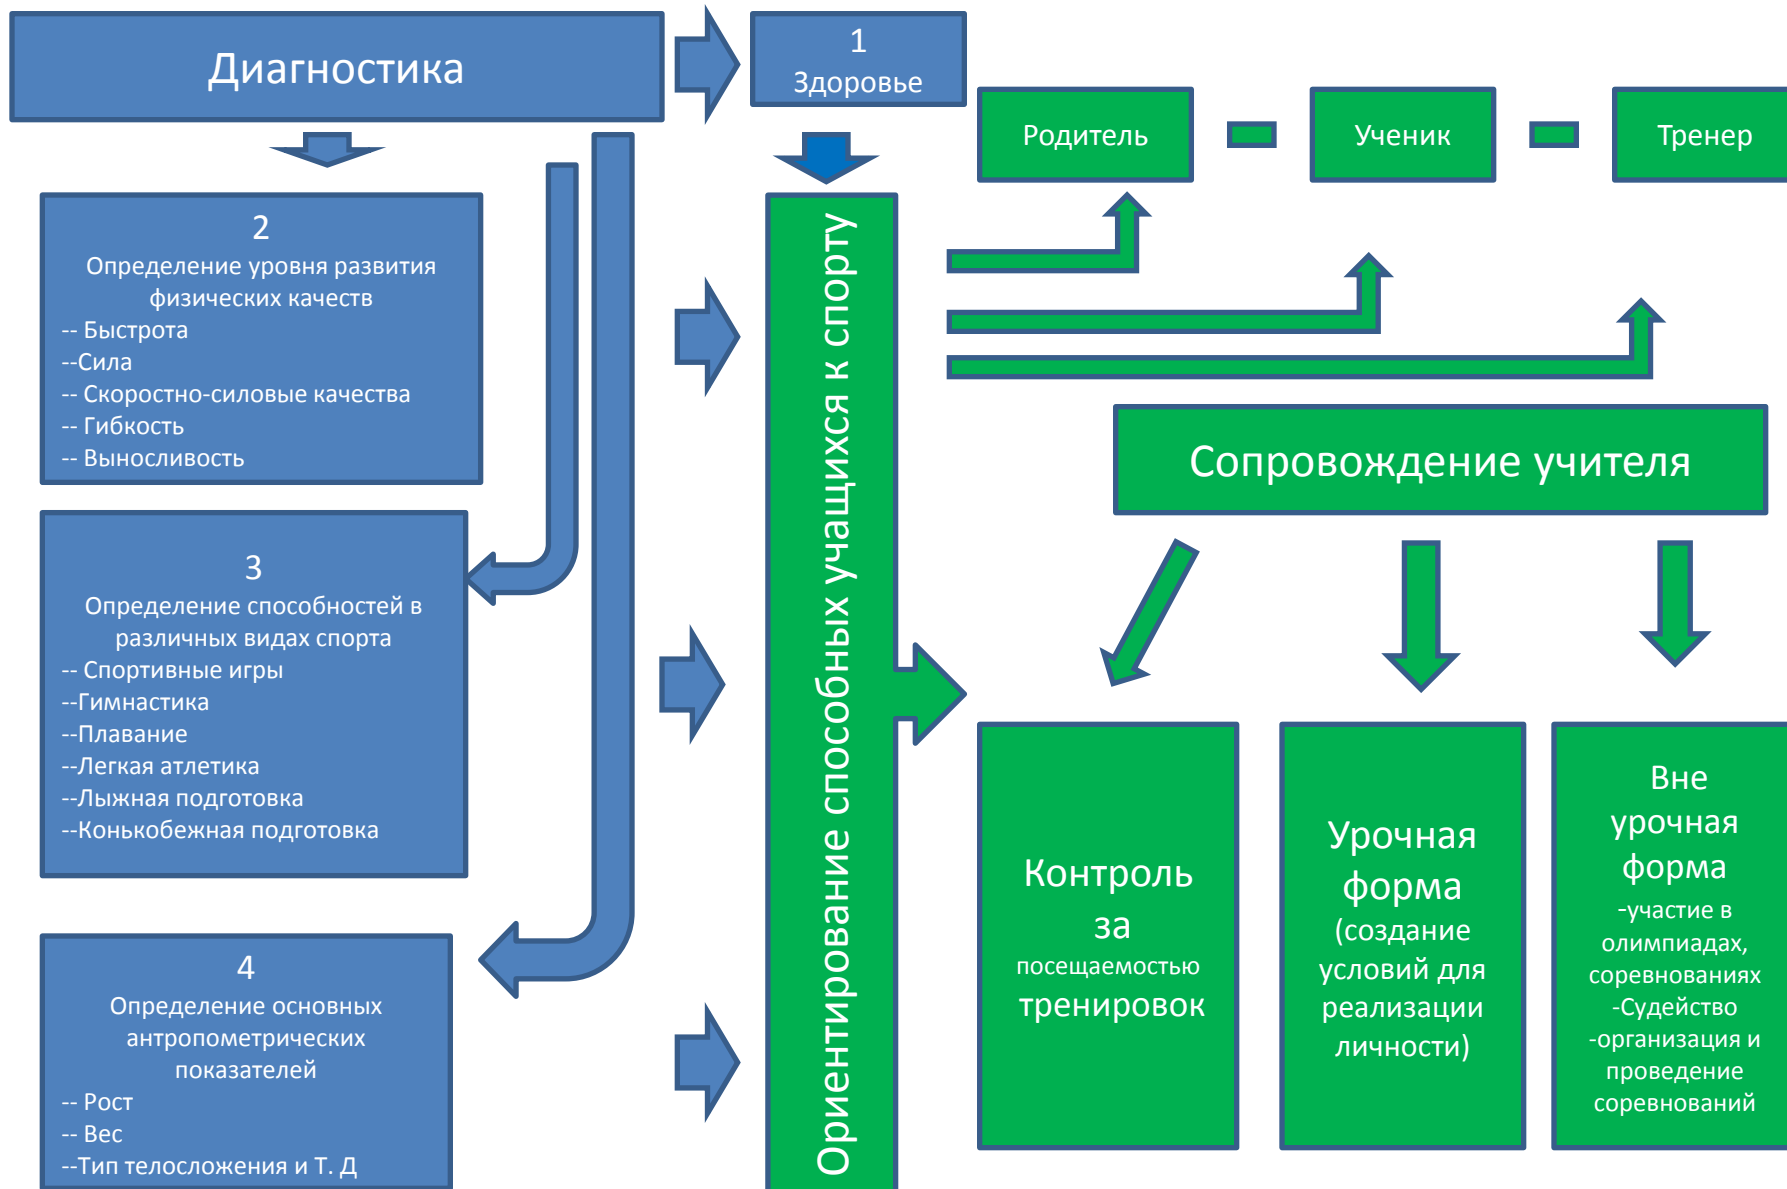 Диагностика
1
Здоровье
Родитель
Ученик
Тренер
2
Определение уровня развития
физических качеств
-- Быстрота
--Сила
-- Скоростно-силовые качества
-- Гибкость
-- Выносливость
3
Определение способностей в
различных видах спорта
-- Спортивные игры
--Гимнастика
--Плавание
--Легкая атлетика
--Лыжная подготовка
--Конькобежная подготовка
4
Определение основных
антропометрических
показателей
-- Рост
-- Вес
--Тип телосложения и Т. Д
Ориентирование способных учащихся к спорту
Сопровождение учителя
Контроль
за
посещаемостью
тренировок
Урочная
форма
(создание
условий для
реализации
личности)
Вне
урочная
форма
-участие в
олимпиадах,
соревнованиях
-Судейство
-организация и
проведение
соревнований